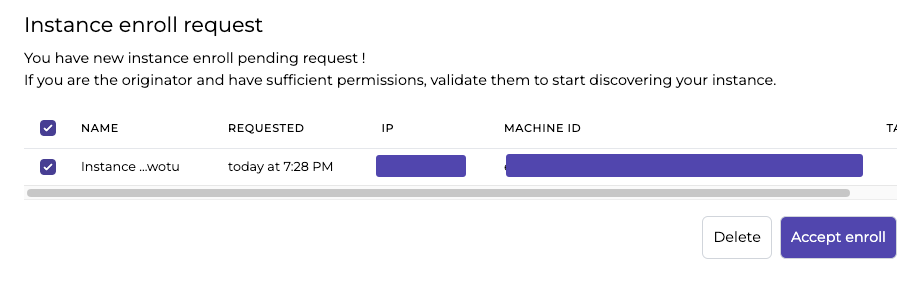 Instance enroll request
You have new instance enroll pending request !
If you are the originator and have sufficient permissions, validate them to start discovering your instance.
NAME REQUESTED IP MACHINE ID TA
Instance ...wotu today at 7:28 PM
Delete Accept enroll